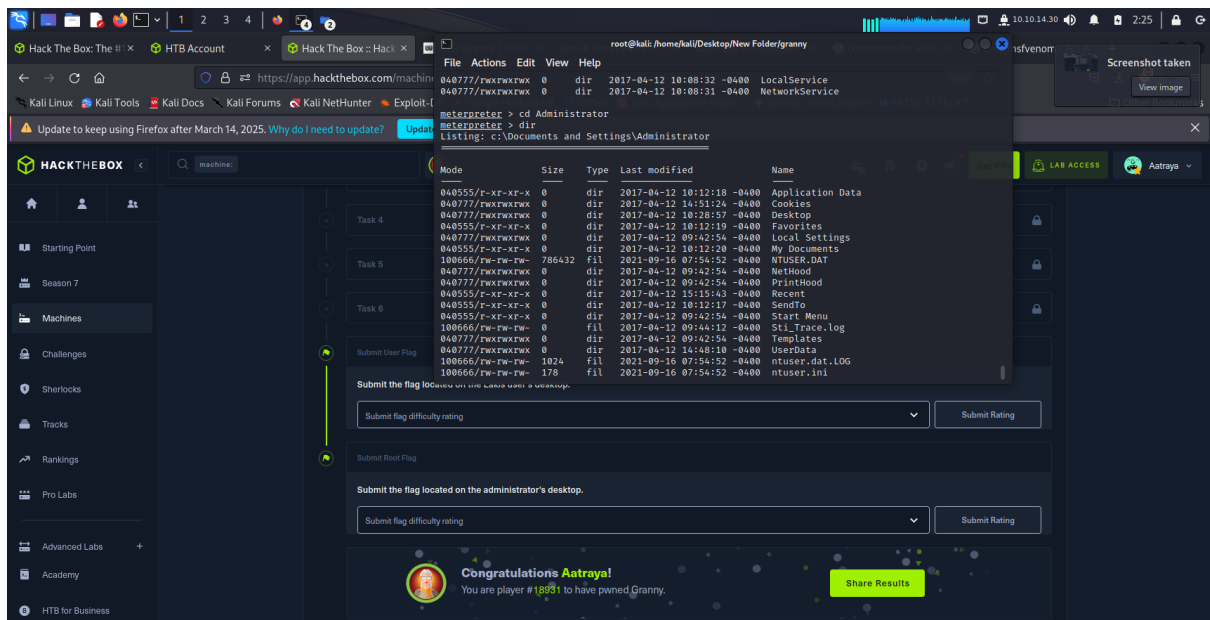 1 2 3 4
2
2
10.10.14.30
2:25
Hack The Box: The #1
HTB Account
Hack The Box :: Hack
nsfvenom
https://app.hackthebox.com/machin
Kali Linux
Kali Tools
Kali Docs
Kali Forums
Kali NetHunter
Exploit-D
Other Bookmarks
Update to keep using Firefox after March 14, 2025. Why do I need to update?
Updat
Screenshot taken
View image
root@kali: /home/kali/Desktop/New Folder/granny
File Actions Edit View Help
040777/rwxrwxrwx 0 dir 2017-04-12 10:08:32 -0400 LocalService
040777/rwxrwxrwx 0 dir 2017-04-12 10:08:31 -0400 NetworkService
meterpreter > cd Administrator
meterpreter > dir
Listing: c:\Documents and Settings\Administrator
Mode Size Type Last modified Name
040555/r-xr-xr-x 0 dir 2017-04-12 10:12:18 -0400 Application Data
040777/rwxrwxrwx 0 dir 2017-04-12 14:51:24 -0400 Cookies
040777/rwxrwxrwx 0 dir 2017-04-12 10:28:57 -0400 Desktop
040555/r-xr-xr-x 0 dir 2017-04-12 10:12:19 -0400 Favorites
040777/rwxrwxrwx 0 dir 2017-04-12 09:42:54 -0400 Local Settings
040555/r-xr-xr-x 0 dir 2017-04-12 10:12:20 -0400 My Documents
100666/rw-rw-rw- 786432 fil 2021-09-16 07:54:52 -0400 NTUSER.DAT
040777/rwxrwxrwx 0 dir 2017-04-12 09:42:54 -0400 NetHood
040777/rwxrwxrwx 0 dir 2017-04-12 09:42:54 -0400 PrintHood
040555/r-xr-xr-x 0 dir 2017-04-12 15:15:43 -0400 Recent
040555/r-xr-xr-x 0 dir 2017-04-12 10:12:17 -0400 SendTo
040555/r-xr-xr-x 0 dir 2017-04-12 09:42:54 -0400 Start Menu
100666/rw-rw-rw- 0 fil 2017-04-12 09:44:12 -0400 Sti_Trace.log
040777/rwxrwxrwx 0 dir 2017-04-12 09:42:54 -0400 Templates
040777/rwxrwxrwx 0 dir 2017-04-12 14:48:10 -0400 UserData
100666/rw-rw-rw- 1024 fil 2021-09-16 07:54:52 -0400 ntuser.dat.LOG
100666/rw-rw-rw- 178 fil 2021-09-16 07:54:52 -0400 ntuser.ini
HACKTHEBOX
machine:
LAB ACCESS
Aatraya
Starting Point
Season 7
Machines
Challenges
Sherlocks
Tracks
Rankings
Pro Labs
Advanced Labs +
Academy
HTB for Business
Task 4
Task 5
Task 6
Submit User Flag
Submit the flag located on the Lakis user's desktop.
Submit flag difficulty rating
Submit Rating
Submit Root Flag
Submit the flag located on the administrator's desktop.
Submit flag difficulty rating
Submit Rating
Congratulations Aatraya!
You are player #18931 to have pwned Granny.
Share Results